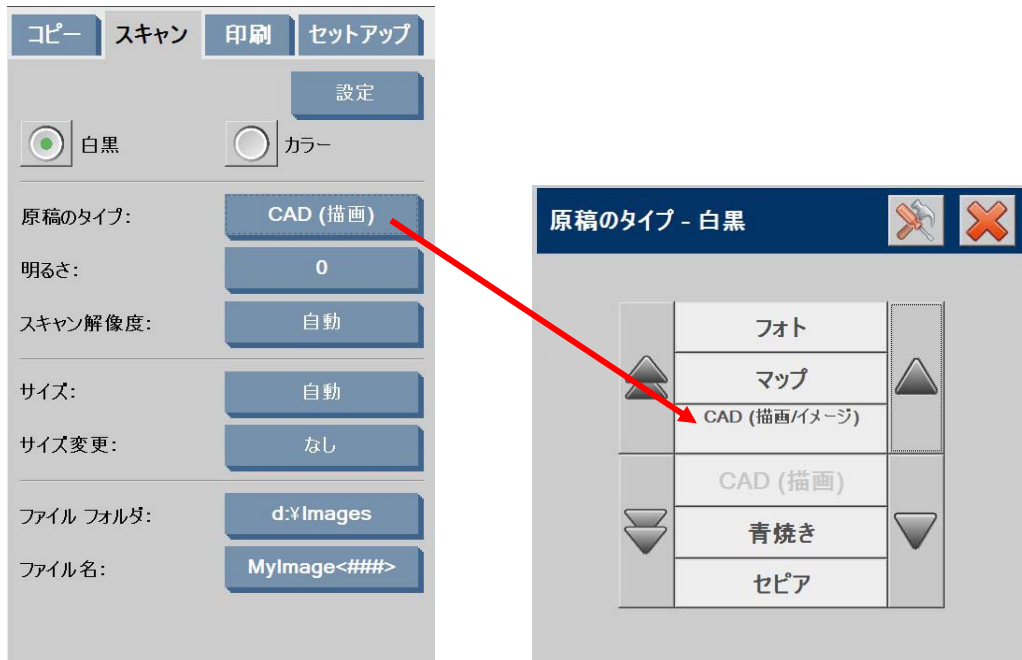 コピー スキャン 印刷 セットアップ
設定
白黒 カラー
原稿のタイプ: CAD (描画)
明るさ: 0
スキャン解像度: 自動
サイズ: 自動
サイズ変更: なし
ファイル フォルダ: d:¥Images
ファイル名: MyImage<###>
原稿のタイプ - 白黒
フォト
マップ
CAD (描画/イメージ)
CAD (描画)
青焼き
セピア